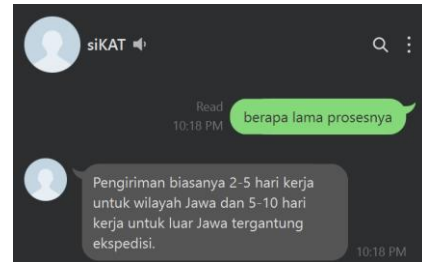 siKAT
Read
10:18 PM
berapa lama prosesnya
Pengiriman biasanya 2-5 hari kerja
untuk wilayah Jawa dan 5-10 hari
kerja untuk luar Jawa tergantung
ekspedisi.
10:18 PM